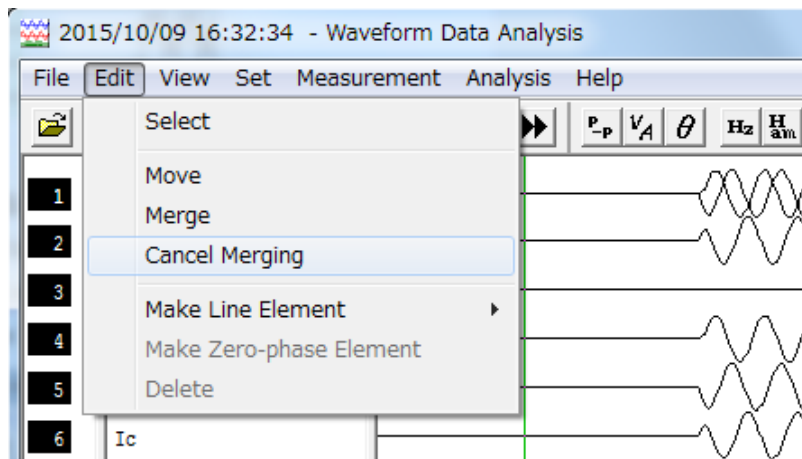 2015/10/09 16:32:34 - Waveform Data Analysis
File Edit View Set Measurement Analysis Help
P-P V/A θ Hz Ham
Select
Move
Merge
Cancel Merging
Make Line Element
Make Zero-phase Element
Delete
1
2
3
4
5
6 Ic